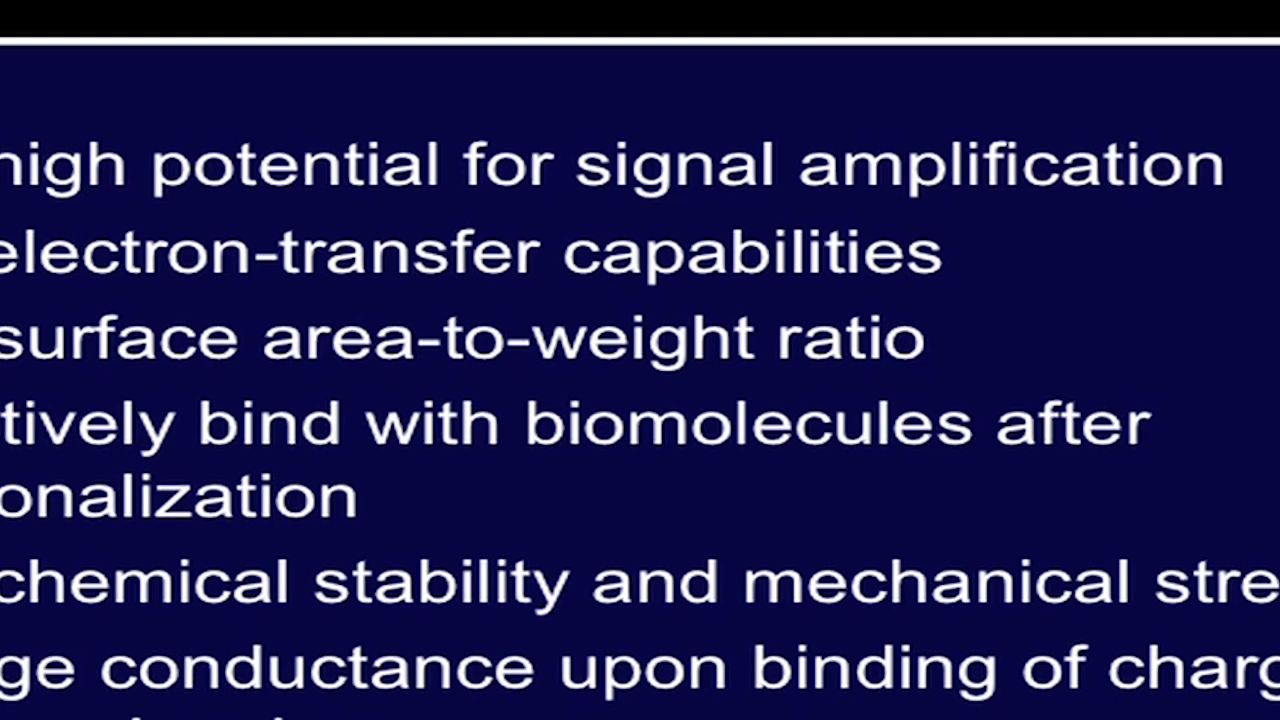 high potential for signal amplification
electron-transfer capabilities
surface area-to-weight ratio
tively bind with biomolecules after
onalization
chemical stability and mechanical stre
ge conductance upon binding of charg